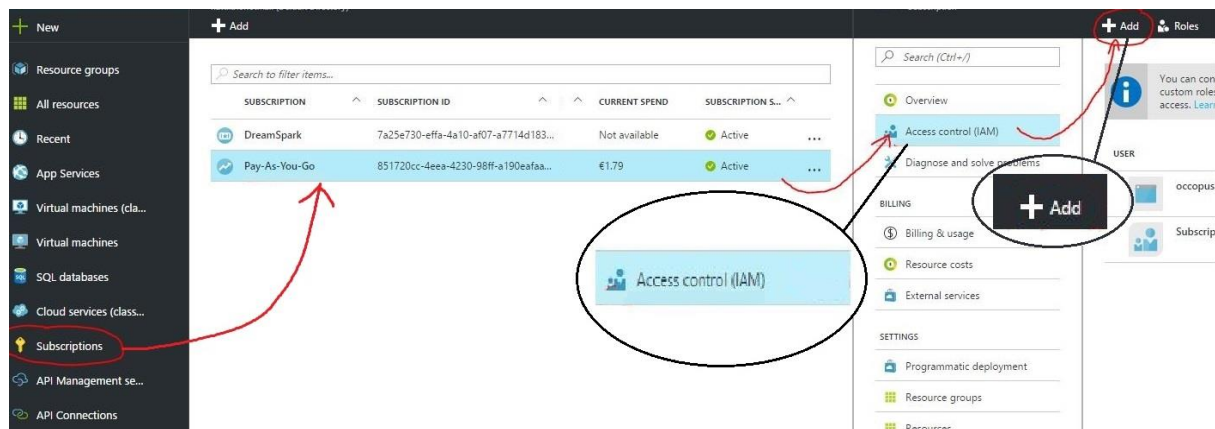 New
Resource groups
All resources
Recent
App Services
Virtual machines (cla...
Virtual machines
SQL databases
Cloud services (class...
Subscriptions
API Management se...
API Connections
Add
Search to filter items...
SUBSCRIPTION SUBSCRIPTION ID CURRENT SPEND SUBSCRIPTION S...
DreamSpark 7a25e730-effa-4a10-af07-a7714d183... Not available Active ...
Pay-As-You-Go 851720cc-4eea-4230-98ff-a190eafaa... €1.79 Active ...
Access control (IAM)
Search (Ctrl+/)
Overview
Access control (IAM)
Diagnose and solve problems
BILLING
Billing & usage
Resource costs
External services
SETTINGS
Programmatic deployment
Resource groups
Resources
Add
Add Roles
You can con
custom roles
access. Lear
USER
occopus
Subscrip